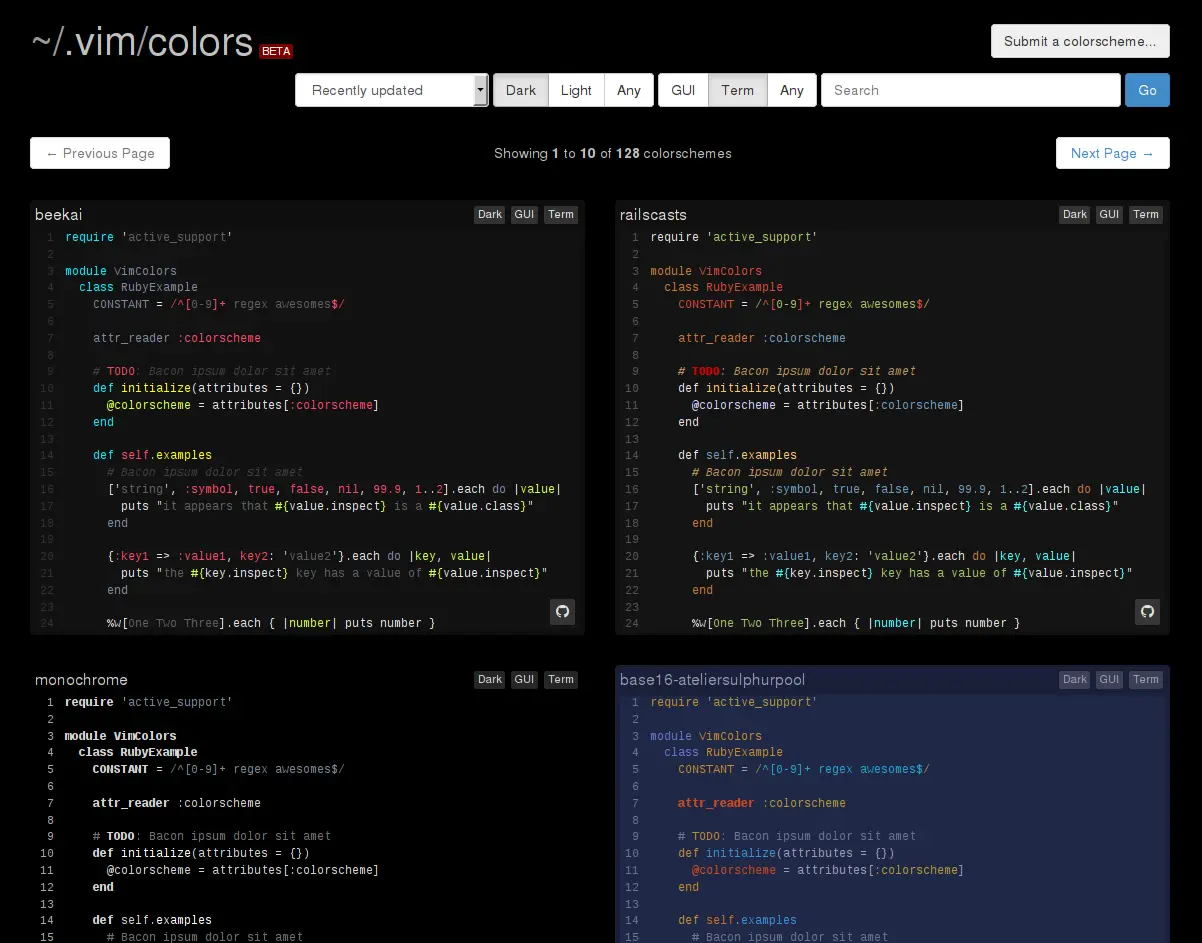 ~/.vim/colors BETA
Submit a colorscheme...
Recently updated Dark Light Any GUI Term Any Search Go
← Previous Page
Showing 1 to 10 of 128 colorschemes
Next Page →
beekai Dark GUI Term
1 require 'active_support'
2
3 module VimColors
4 class RubyExample
5 CONSTANT = /^[0-9]+ regex awesomes$/
6
7 attr_reader :colorscheme
8
9 # TODO: Bacon ipsum dolor sit amet
10 def initialize(attributes = {})
11 @colorscheme = attributes[:colorscheme]
12 end
13
14 def self.examples
15 # Bacon ipsum dolor sit amet
16 ['string', :symbol, true, false, nil, 99.9, 1..2].each do |value|
17 puts "it appears that #{value.inspect} is a #{value.class}"
18 end
19
20 {:key1 => :value1, key2: 'value2'}.each do |key, value|
21 puts "the #{key.inspect} key has a value of #{value.inspect}"
22 end
23
24 %w[One Two Three].each { |number| puts number }
railscasts Dark GUI Term
1 require 'active_support'
2
3 module VimColors
4 class RubyExample
5 CONSTANT = /^[0-9]+ regex awesomes$/
6
7 attr_reader :colorscheme
8
9 # TODO: Bacon ipsum dolor sit amet
10 def initialize(attributes = {})
11 @colorscheme = attributes[:colorscheme]
12 end
13
14 def self.examples
15 # Bacon ipsum dolor sit amet
16 ['string', :symbol, true, false, nil, 99.9, 1..2].each do |value|
17 puts "it appears that #{value.inspect} is a #{value.class}"
18 end
19
20 {:key1 => :value1, key2: 'value2'}.each do |key, value|
21 puts "the #{key.inspect} key has a value of #{value.inspect}"
22 end
23
24 %w[One Two Three].each { |number| puts number }
monochrome Dark GUI Term
1 require 'active_support'
2
3 module VimColors
4 class RubyExample
5 CONSTANT = /^[0-9]+ regex awesomes$/
6
7 attr_reader :colorscheme
8
9 # TODO: Bacon ipsum dolor sit amet
10 def initialize(attributes = {})
11 @colorscheme = attributes[:colorscheme]
12 end
13
14 def self.examples
15 # Bacon ipsum dolor sit amet
base16-ateliersulphurpool Dark GUI Term
1 require 'active_support'
2
3 module VimColors
4 class RubyExample
5 CONSTANT = /^[0-9]+ regex awesomes$/
6
7 attr_reader :colorscheme
8
9 # TODO: Bacon ipsum dolor sit amet
10 def initialize(attributes = {})
11 @colorscheme = attributes[:colorscheme]
12 end
13
14 def self.examples
15 # Bacon ipsum dolor sit amet